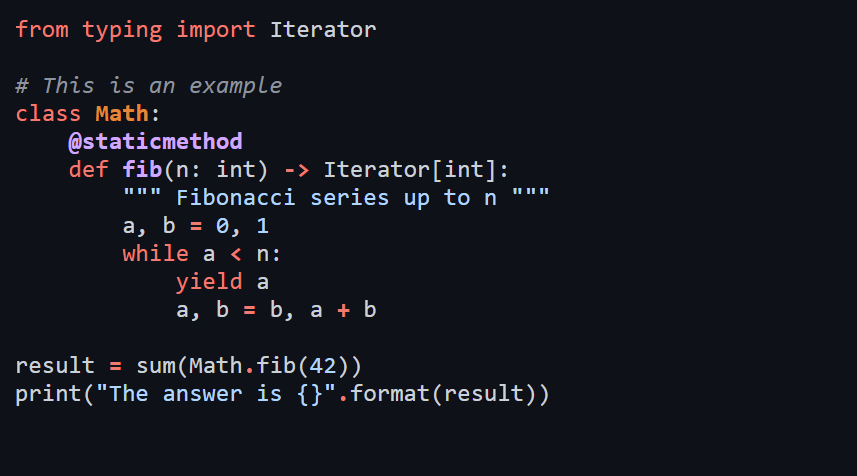 from typing import Iterator

# This is an example
class Math:
    @staticmethod
    def fib(n: int) -> Iterator[int]:
        """ Fibonacci series up to n """
        a, b = 0, 1
        while a < n:
            yield a
            a, b = b, a + b

result = sum(Math.fib(42))
print("The answer is {}".format(result))